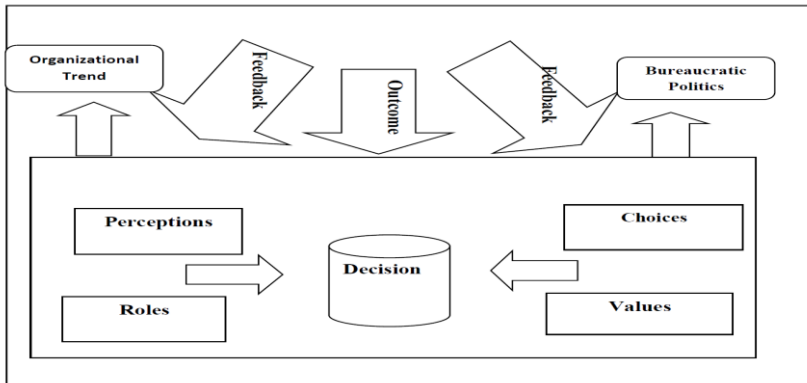 Organizational
Trend
Feedback
Outcome
Feedback
Bureaucratic
Politics
Perceptions
Choices
Decision
Roles
Values